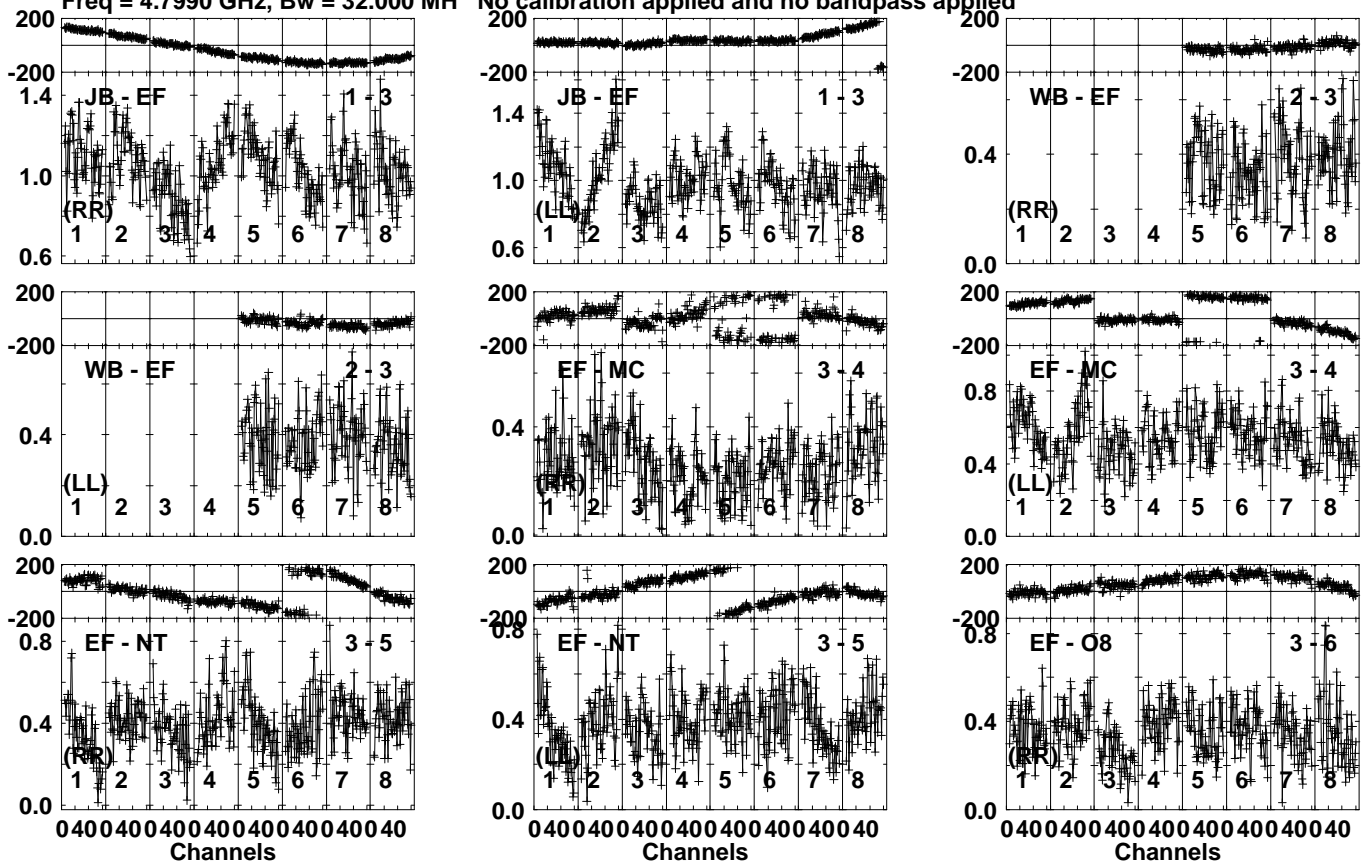 Freq = 4.7990 GHz, Bw = 32.000 MH No calibration applied and no bandpass applied
200 200 200
-200 -200 -200
JB - EF 1 - 3 JB - EF 1 - 3 WB - EF 2 - 3
1.4 1.4 0.4
1.0 1.0
(RR) (LL) (RR)
1 2 3 4 5 6 7 8 1 2 3 4 5 6 7 8 1 2 3 4 5 6 7 8
0.6 0.6 0.0
200 200 200
-200 -200 -200
WB - EF 2 - 3 EF - MC 3 - 4 EF - MC 3 - 4
0.8
0.4 0.4 0.4
(LL) (RR) (LL)
1 2 3 4 5 6 7 8 1 2 3 4 5 6 7 8 1 2 3 4 5 6 7 8
0.0 0.0 0.0
200 200 200
-200 -200 -200
0.8 EF - NT 3 - 5 0.8 EF - NT 3 - 5 0.8 EF - O8 3 - 6
0.4 0.4 0.4
(RR) (LL) (RR)
1 2 3 4 5 6 7 8 1 2 3 4 5 6 7 8 1 2 3 4 5 6 7 8
0.0 0.0 0.0
0 40 0 40 0 40 0 40 0 40 0 40 0 40 0 40 0 40 0 40 0 40 0 40 0 40 0 40 0 40 0 40 0 40 0 40 0 40 0 40 0 40 0 40 0 40 0 40
Channels Channels Channels